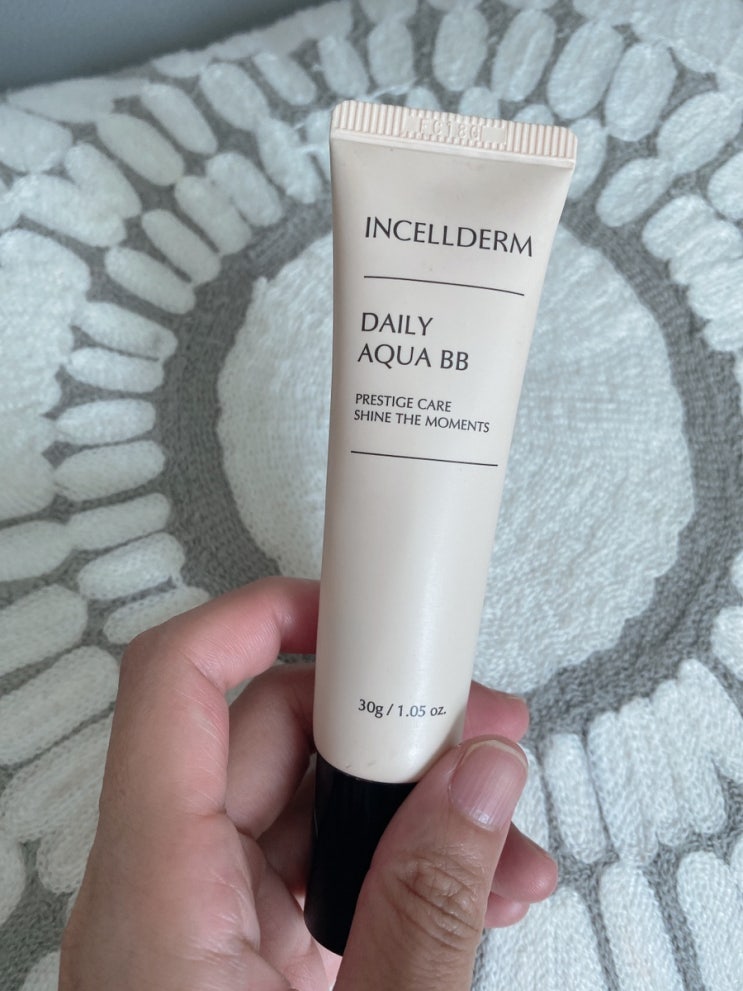 INCELLDERM
DAILY
AQUA BB
PRESTIGE CARE
SHINE THE MOMENTS
30g / 1.05 oz.